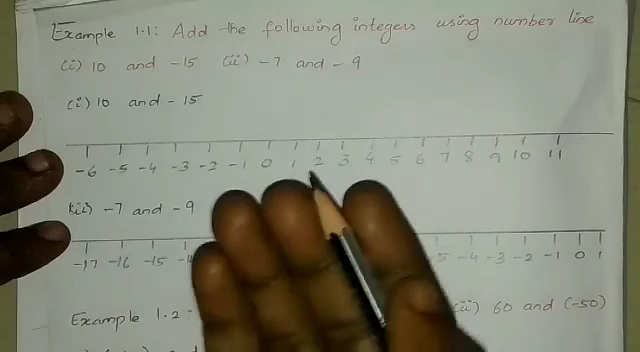 Example 1.1: Add the following integers using number line
(i) 10 and -15 (ii) -7 and -9
(i) 10 and -15
-6 -5 -4 -3 -2 -1 0 1 2 3 4 5 6 7 8 9 10 11
(ii) -7 and -9
-17 -16 -15 -5 -4 -3 -2 -1 0 1
Example 1.2: (ii) 60 and (-50)